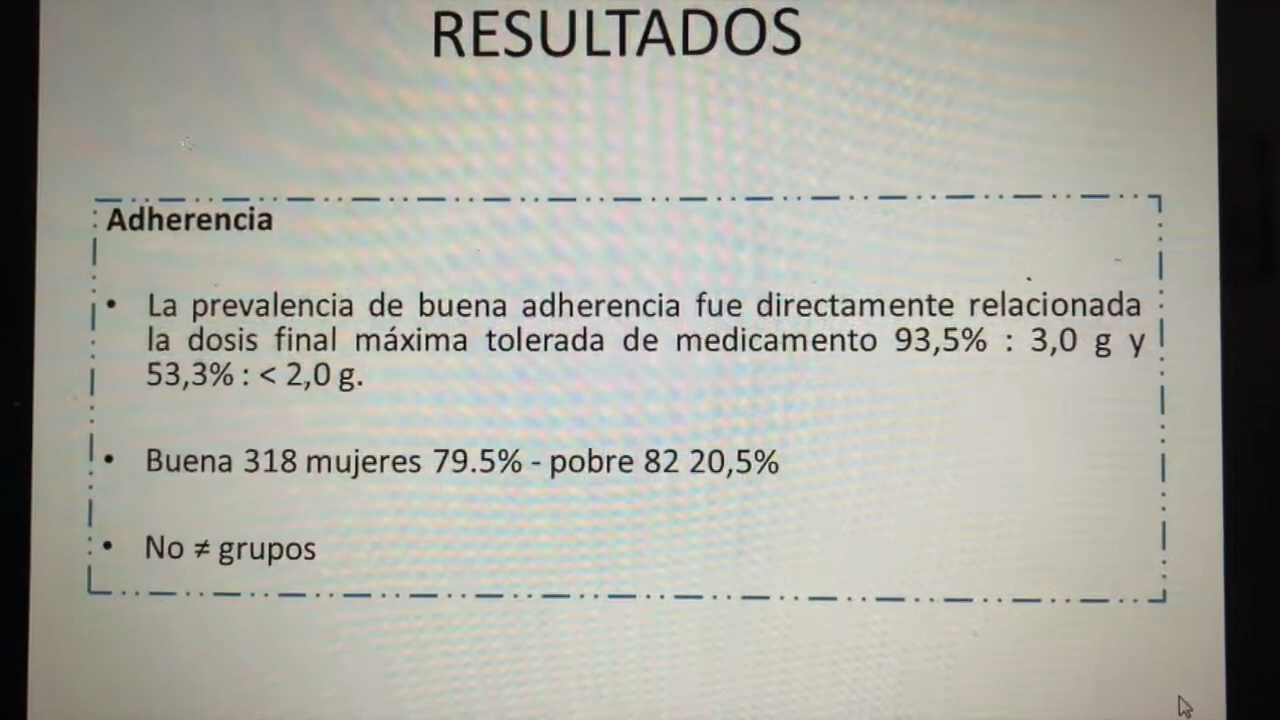 RESULTADOS
Adherencia
• La prevalencia de buena adherencia fue directamente relacionada
la dosis final máxima tolerada de medicamento 93,5% : 3,0 g y
53,3% : < 2,0 g.
• Buena 318 mujeres 79.5% - pobre 82 20,5%
• No ≠ grupos